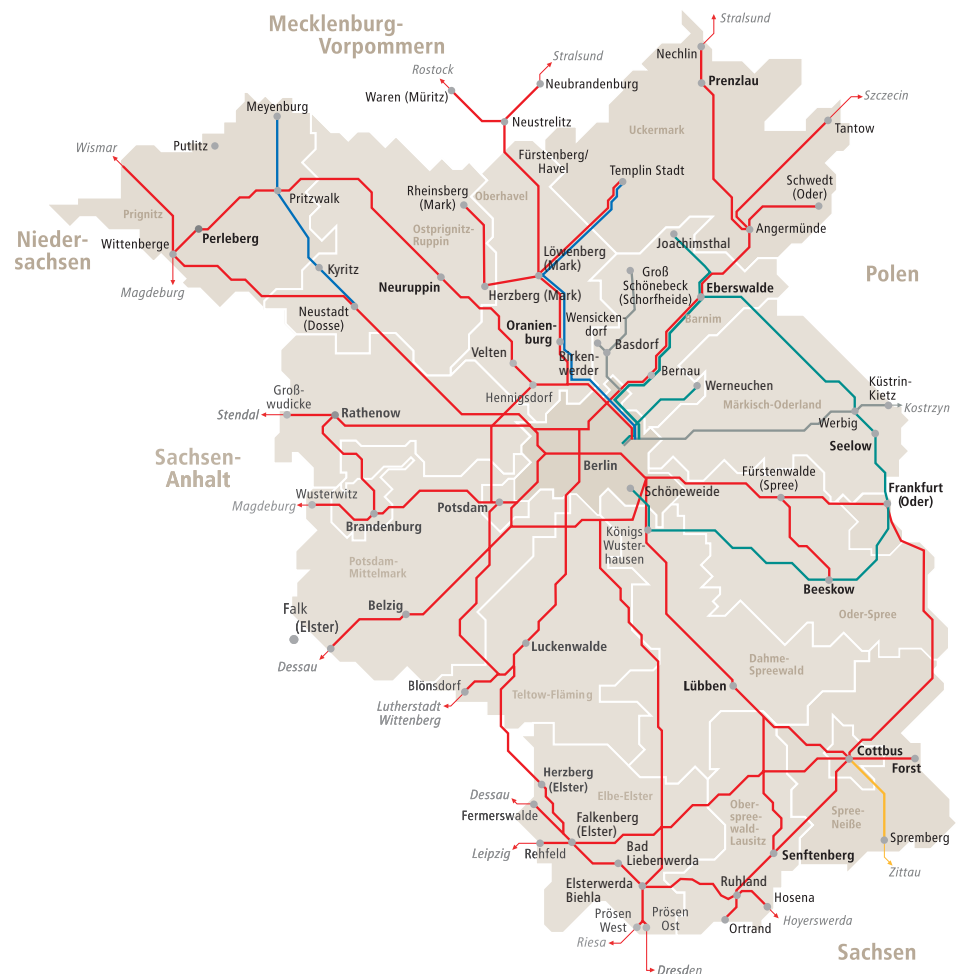 Mecklenburg-
Vorpommern
Stralsund
Nechlin
Rostock
Stralsund
Waren (Müritz)
Neubrandenburg
Prenzlau
Szczecin
Meyenburg
Neustrelitz
Uckermark
Tantow
Wismar
Putlitz
Fürstenberg/
Havel
Templin Stadt
Schwedt
(Oder)
Prignitz
Pritzwalk
Rheinsberg
(Mark)
Oberhavel
Nieder-
sachsen
Wittenberge
Perleberg
Ostprignitz-
Ruppin
Joachimsthal
Angermünde
Löwenberg
(Mark)
Magdeburg
Kyritz
Neuruppin
Herzberg (Mark)
Groß
Schönebeck
(Schorfheide)
Eberswalde
Polen
Neustadt
(Dosse)
Oranien-
burg
Wensicken-
dorf
Barnim
Velten
Birken-
werder
Basdorf
Bernau
Hennigsdorf
Werneuchen
Küstrin-
Kietz
Groß-
wudicke
Märkisch-Oderland
Kostrzyn
Stendal
Rathenow
Werbig
Seelow
Sachsen-
Anhalt
Berlin
Fürstenwalde
(Spree)
Frankfurt
(Oder)
Wusterwitz
Schöneweide
Magdeburg
Brandenburg
Potsdam
Königs
Wuster-
hausen
Potsdam-
Mittelmark
Beeskow
Falk
(Elster)
Belzig
Oder-Spree
Dessau
Luckenwalde
Dahme-
Spreewald
Blönsdorf
Teltow-Fläming
Lübben
Lutherstadt
Wittenberg
Cottbus
Forst
Herzberg
(Elster)
Dessau
Elbe-Elster
Fermerswalde
Falkenberg
(Elster)
Ober-
spree-
wald-
Lausitz
Spree-
Neiße
Spremberg
Leipzig
Rehfeld
Bad
Liebenwerda
Senftenberg
Zittau
Elsterwerda
Biehla
Ruhland
Hosena
Prösen
West
Prösen
Ost
Ortrand
Hoyerswerda
Riesa
Sachsen
Dresden